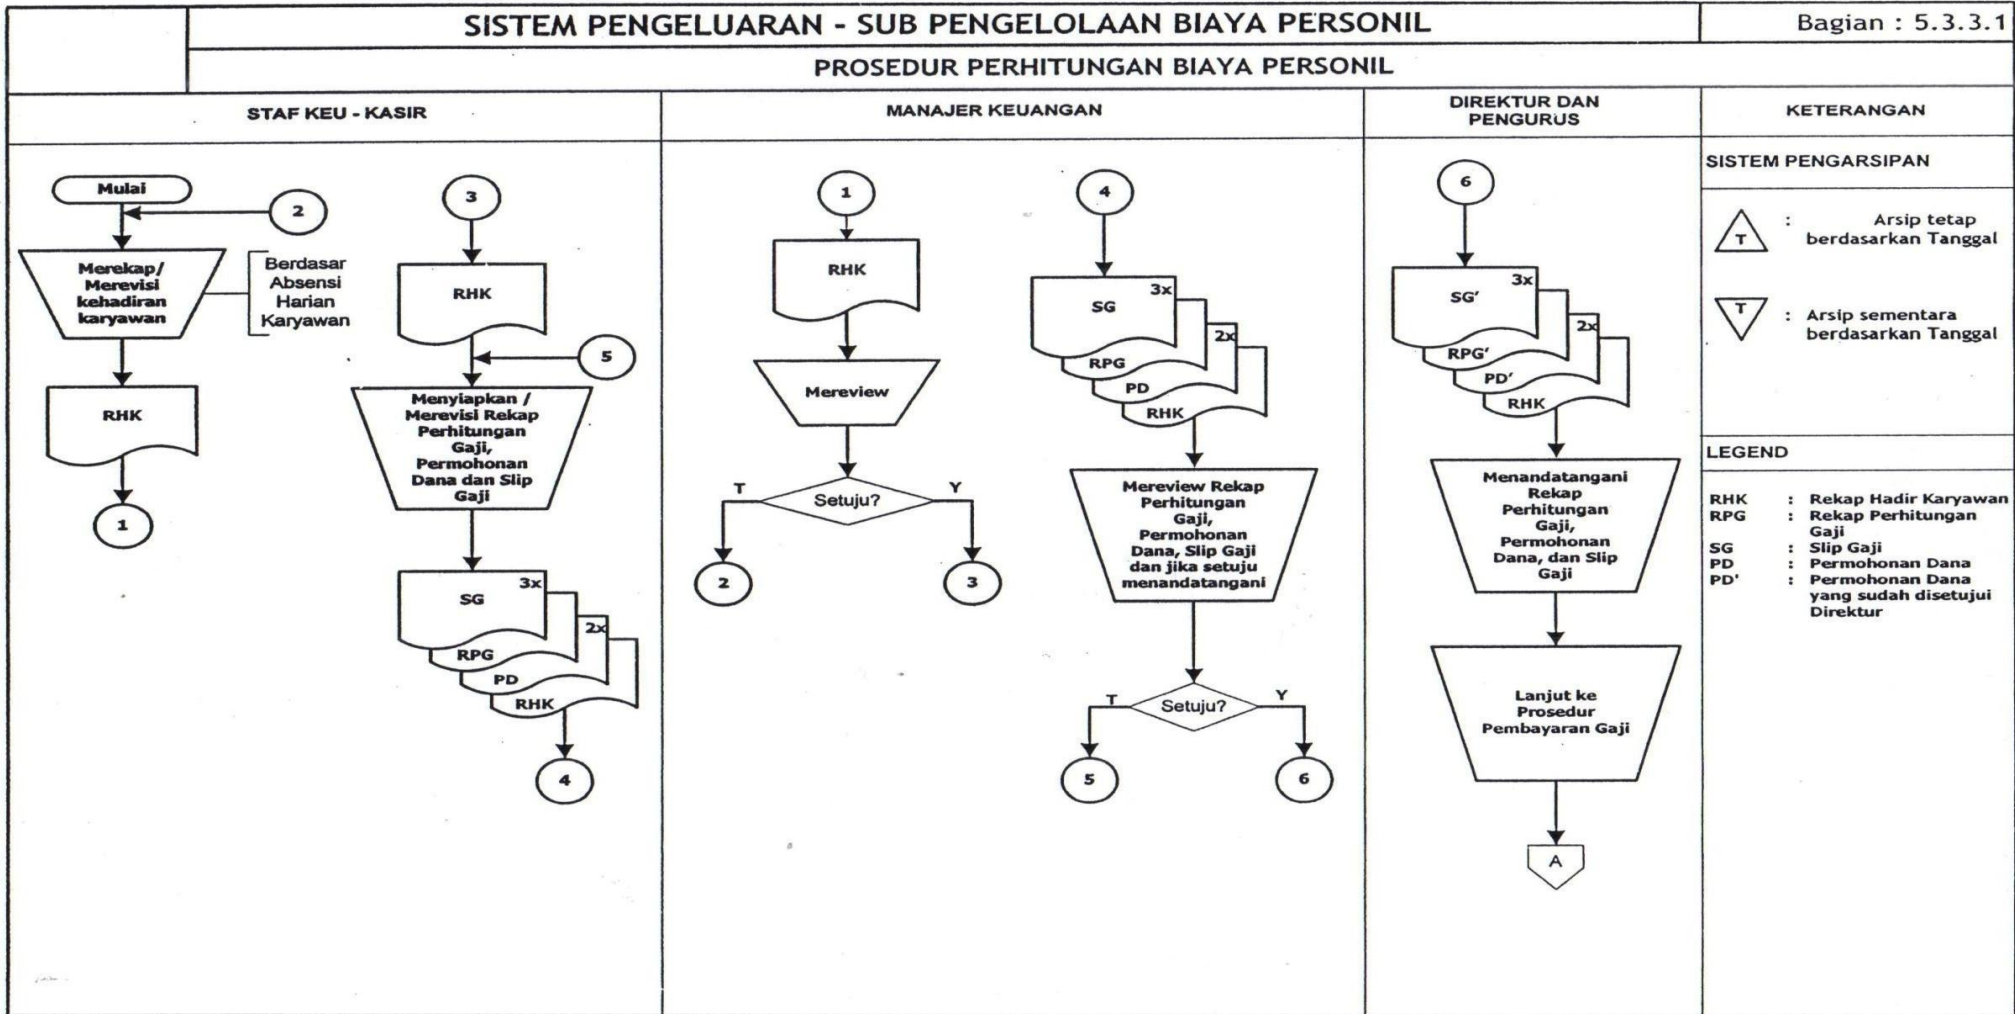 SISTEM PENGELUARAN - SUB PENGELOLAAN BIAYA PERSONIL
Bagian : 5.3.3.1
PROSEDUR PERHITUNGAN BIAYA PERSONIL
STAF KEU - KASIR
MANAJER KEUANGAN
DIREKTUR DAN
PENGURUS
KETERANGAN
Mulai
2
Merekap/
Merevisi
kehadiran
karyawan
Berdasar
Absensi
Harian
Karyawan
RHK
1
3
RHK
5
Menyiapkan /
Merevisi Rekap
Perhitungan
Gaji,
Permohonan
Dana dan Slip
Gaji
3x
SG
2x
RPG
PD
RHK
4
1
RHK
Mereview
Setuju?
T
Y
2
3
4
3x
SG
2x
RPG
PD
RHK
Mereview Rekap
Perhitungan
Gaji,
Permohonan
Dana, Slip Gaji
dan jika setuju
menandatangani
Setuju?
T
Y
5
6
6
3x
SG'
2x
RPG'
PD'
RHK
Menandatangani
Rekap
Perhitungan
Gaji,
Permohonan
Dana, dan Slip
Gaji
Lanjut ke
Prosedur
Pembayaran Gaji
A
SISTEM PENGARSIPAN
T : Arsip tetap
berdasarkan Tanggal
T : Arsip sementara
berdasarkan Tanggal
LEGEND
RHK : Rekap Hadir Karyawan
RPG : Rekap Perhitungan
Gaji
SG : Slip Gaji
PD : Permohonan Dana
PD' : Permohonan Dana
yang sudah disetujui
Direktur